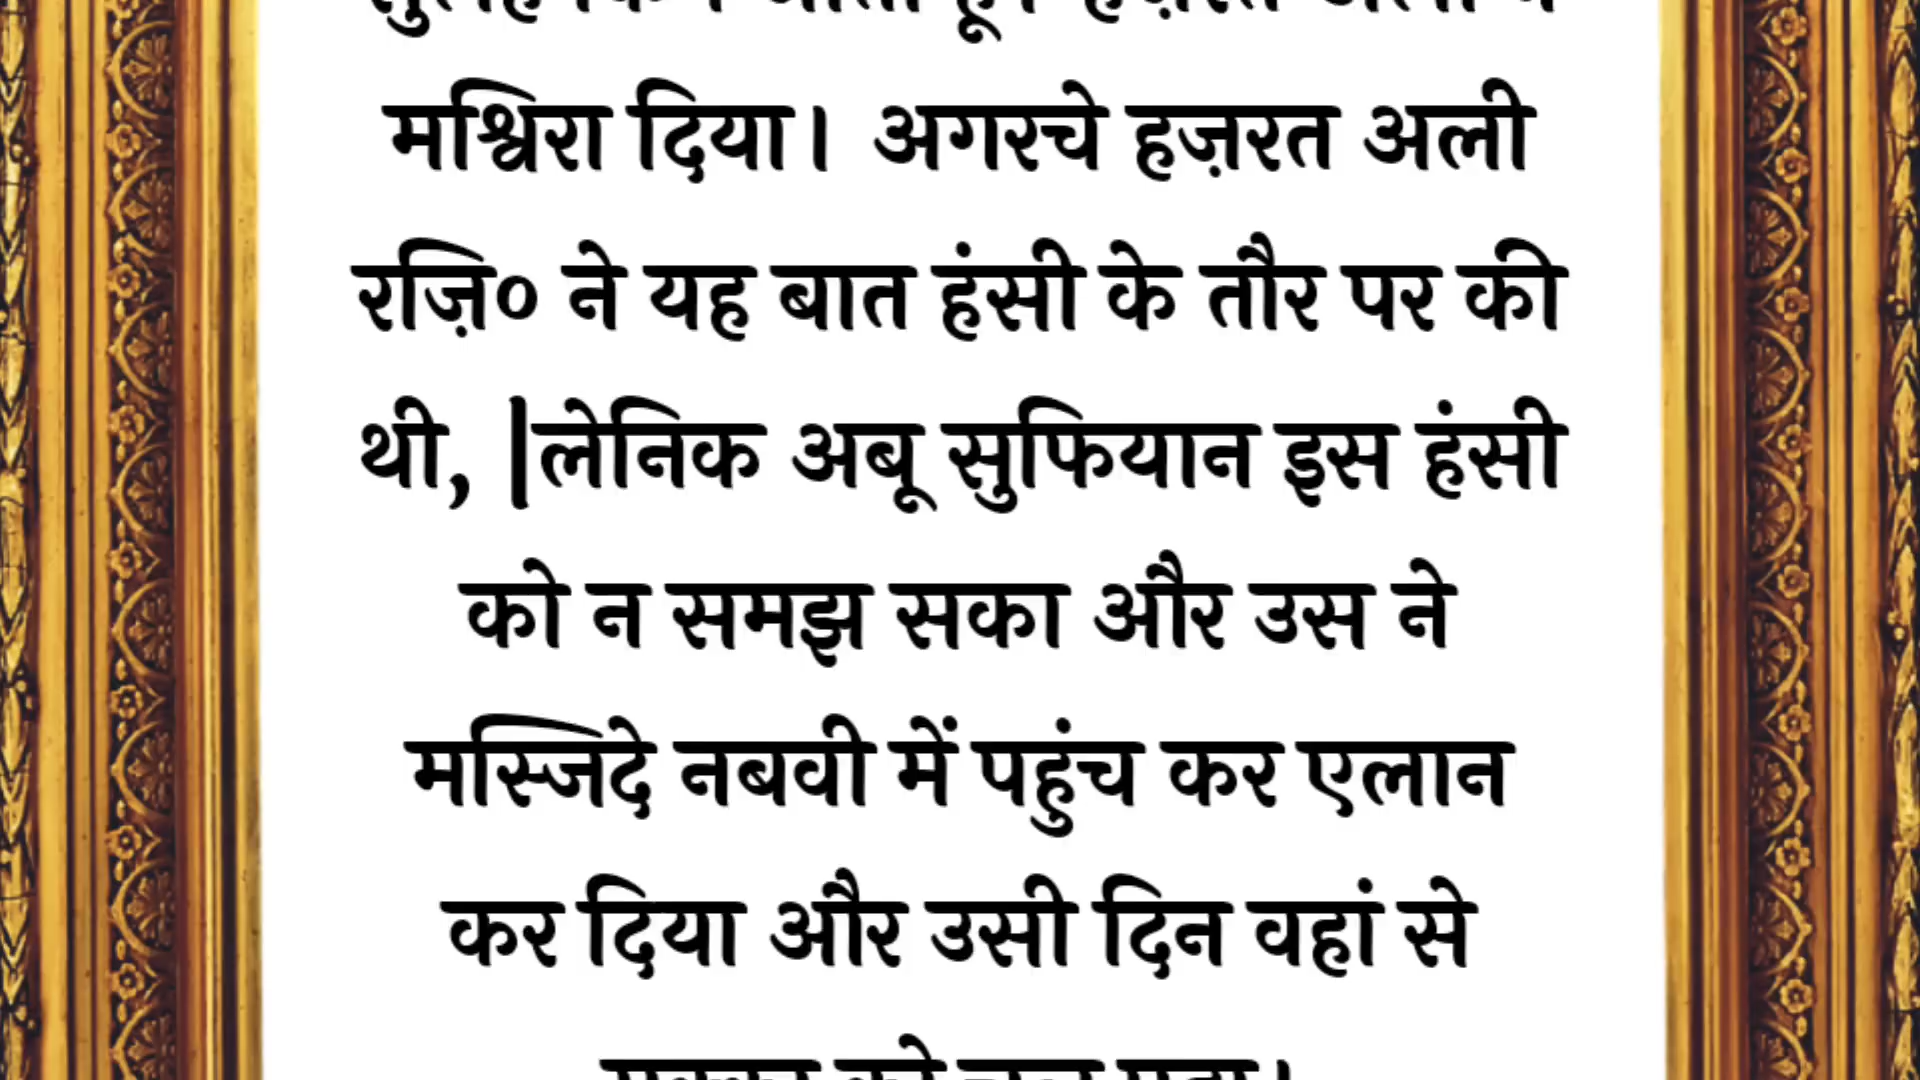 मश्विरा दिया। अगरचे हज़रत अली
रज़ि० ने यह बात हंसी के तौर पर की
थी, |लेनिक अबू सुफियान इस हंसी
को न समझ सका और उस ने
मस्जिदे नबवी में पहुंच कर एलान
कर दिया और उसी दिन वहां से